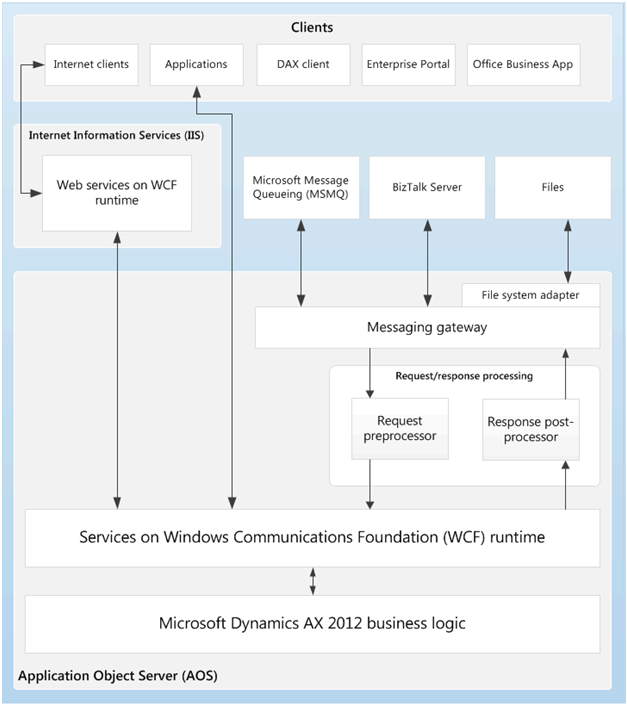 Clients
Internet clients
Applications
DAX client
Enterprise Portal
Office Business App
Internet Information Services (IIS)
Web services on WCF
runtime
Microsoft Message
Queueing (MSMQ)
BizTalk Server
Files
File system adapter
Messaging gateway
Request/response processing
Request
preprocessor
Response post-
processor
Services on Windows Communications Foundation (WCF) runtime
Microsoft Dynamics AX 2012 business logic
Application Object Server (AOS)